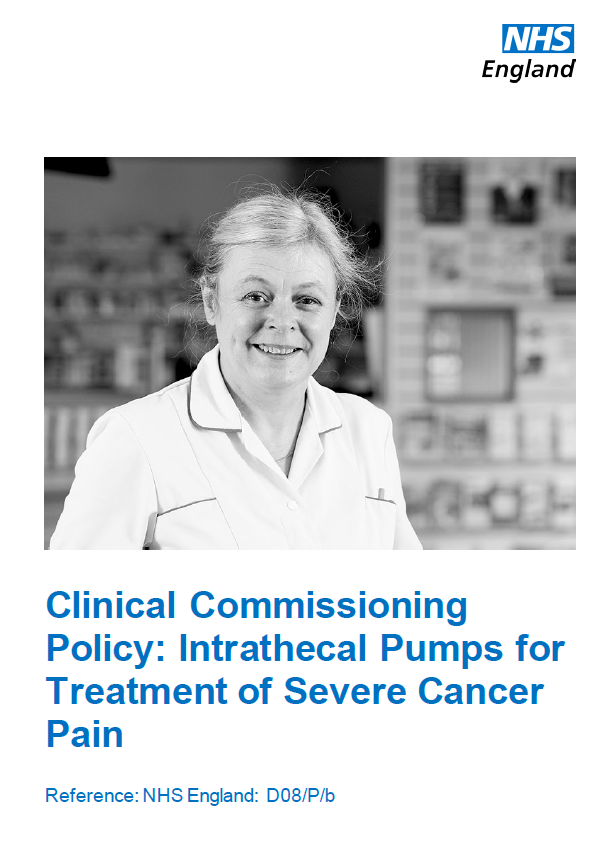 NHS
England
Clinical Commissioning
Policy: Intrathecal Pumps for
Treatment of Severe Cancer
Pain
Reference: NHS England: D08/P/b